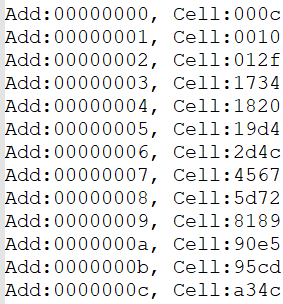 Add:00000000, Cell:000c
Add:00000001, Cell:0010
Add:00000002, Cell:012f
Add:00000003, Cell:1734
Add:00000004, Cell:1820
Add:00000005, Cell:19d4
Add:00000006, Cell:2d4c
Add:00000007, Cell:4567
Add:00000008, Cell:5d72
Add:00000009, Cell:8189
Add:0000000a, Cell:90e5
Add:0000000b, Cell:95cd
Add:0000000c, Cell:a34c